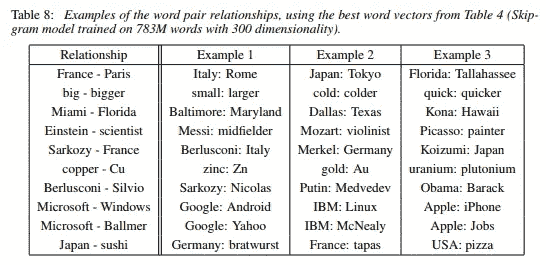 Table 8: Examples of the word pair relationships, using the best word vectors from Table 4 (Skip-
gram model trained on 783M words with 300 dimensionality).
Relationship Example 1 Example 2 Example 3
France - Paris Italy: Rome Japan: Tokyo Florida: Tallahassee
big - bigger small: larger cold: colder quick: quicker
Miami - Florida Baltimore: Maryland Dallas: Texas Kona: Hawaii
Einstein - scientist Messi: midfielder Mozart: violinist Picasso: painter
Sarkozy - France Berlusconi: Italy Merkel: Germany Koizumi: Japan
copper - Cu zinc: Zn gold: Au uranium: plutonium
Berlusconi - Silvio Sarkozy: Nicolas Putin: Medvedev Obama: Barack
Microsoft - Windows Google: Android IBM: Linux Apple: iPhone
Microsoft - Ballmer Google: Yahoo IBM: McNealy Apple: Jobs
Japan - sushi Germany: bratwurst France: tapas USA: pizza